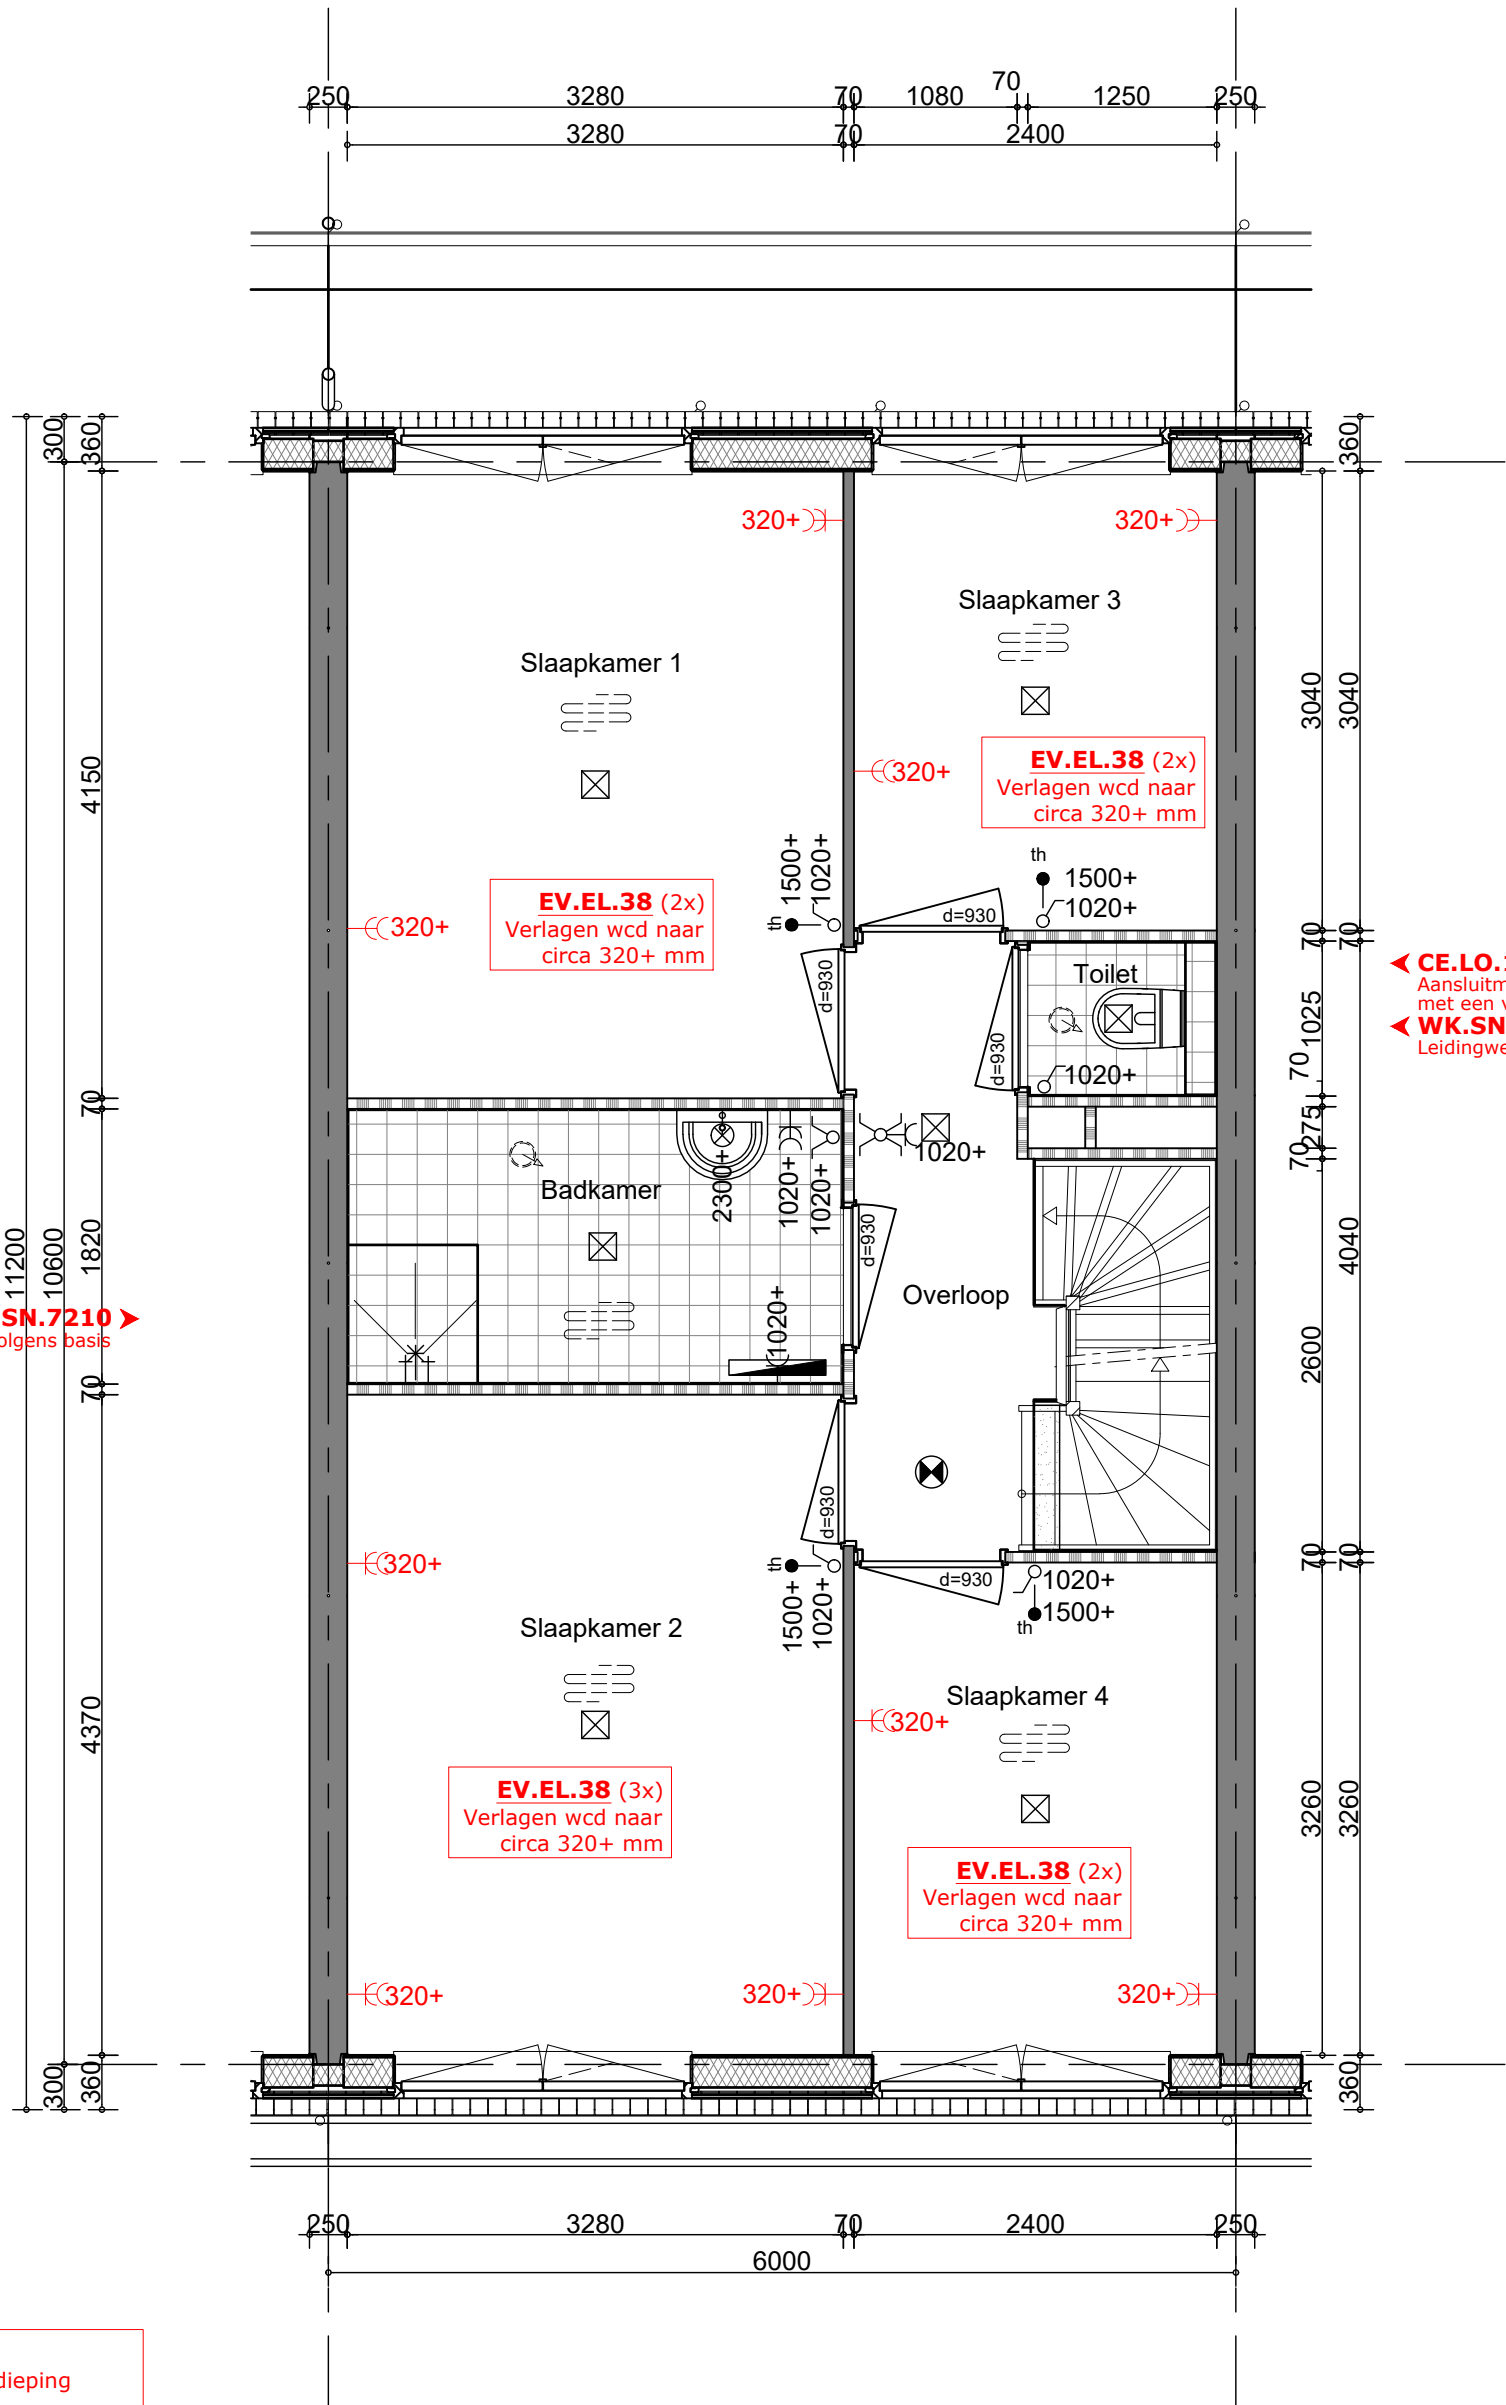 250 3280 70 1080 70 1250 250
3280 70 2400
300 360
360
320+ 320+
Slaapkamer 3
Slaapkamer 1
3040 3040
4150
320+
EV.EL.38 (2x)
Verlagen wcd naar
circa 320+ mm
1500+ 1020+
th
th
1500+
1020+
EV.EL.38 (2x)
Verlagen wcd naar
circa 320+ mm
320+
d=930
70 70
d=930
Toilet
CE.LO.
Aansluitm
met een v
WK.SN
Leidingwe
1025
d=930
70
1020+
70
275
70
1020+
2300+
1020+
1020+
Badkamer
d=930
11200
10600
1820
4040
Overloop
1020+
SN.7210
olgens basis
2600
70
d=930
320+
th
1500+
1020+
d=930
1020+
th
1500+
70 70
Slaapkamer 2
Slaapkamer 4
320+
4370
EV.EL.38 (3x)
Verlagen wcd naar
circa 320+ mm
3260 3260
EV.EL.38 (2x)
Verlagen wcd naar
circa 320+ mm
320+ 320+ 320+
300 360
360
250 3280 70 2400 250
6000
dieping